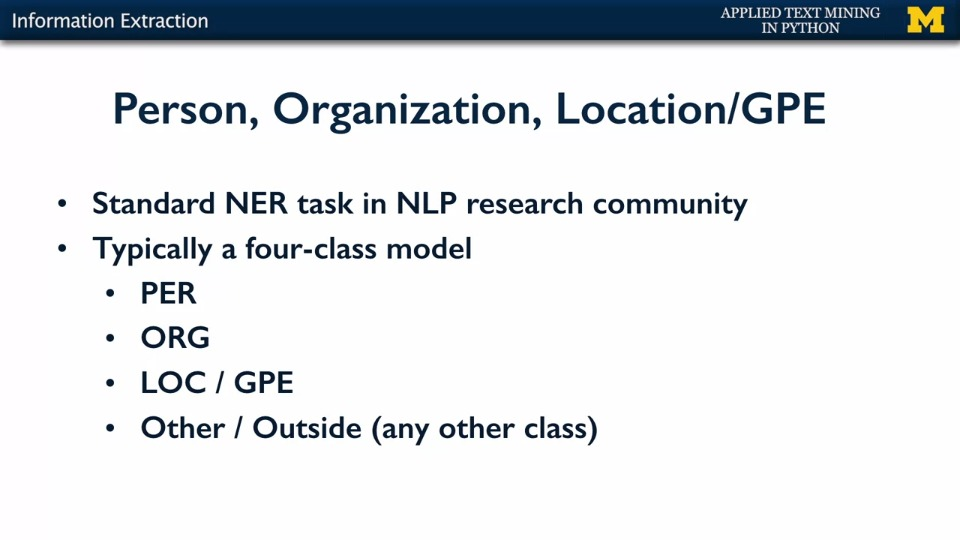 Information Extraction
APPLIED TEXT MINING
IN PYTHON
M
Person, Organization, Location/GPE
• Standard NER task in NLP research community
• Typically a four-class model
• PER
• ORG
• LOC / GPE
• Other / Outside (any other class)